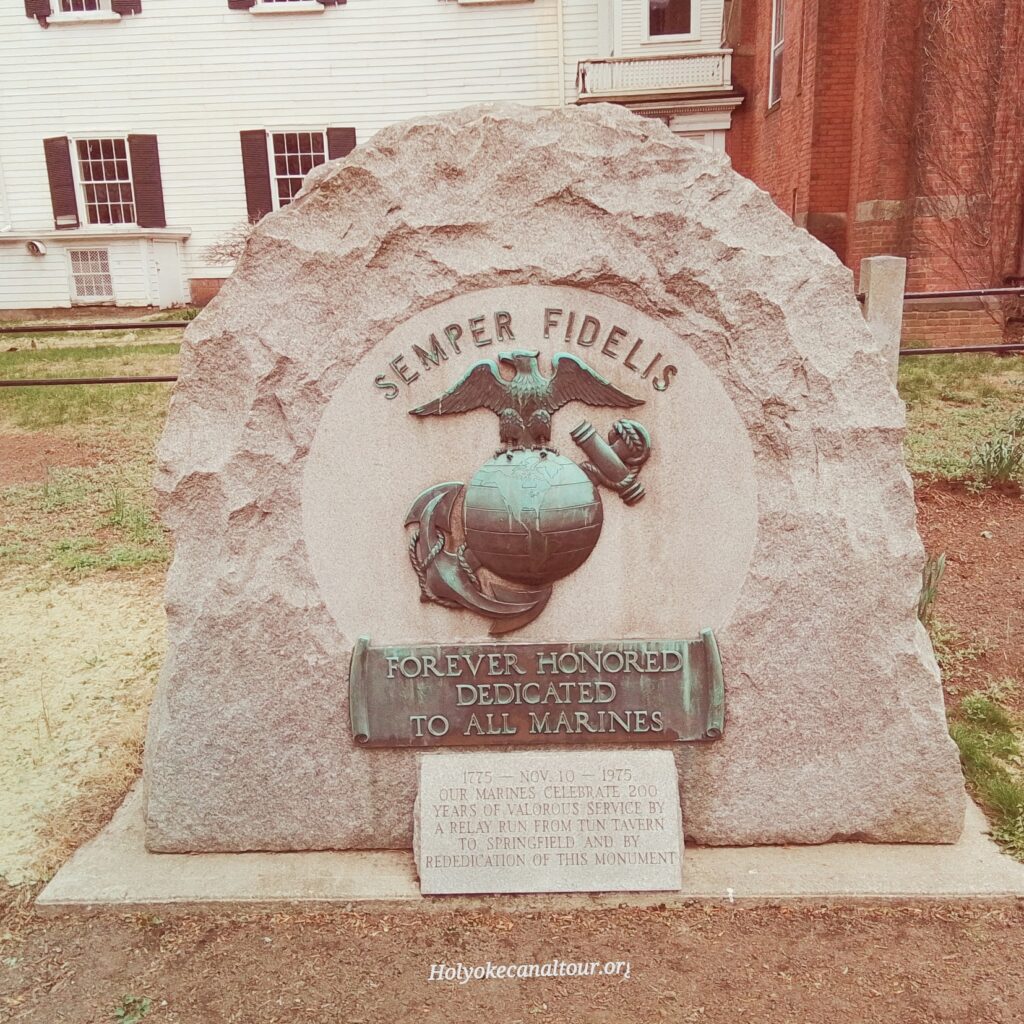 SEMPER FIDELIS
FOREVER HONORED
DEDICATED
TO ALL MARINES
1775 — NOV. 10 — 1975
OUR MARINES CELEBRATE 200
YEARS OF VALOROUS SERVICE BY
A RELAY RUN FROM TUN TAVERN
TO SPRINGFIELD AND BY
REDEDICATION OF THIS MONUMENT
Holyokecanaltour.org